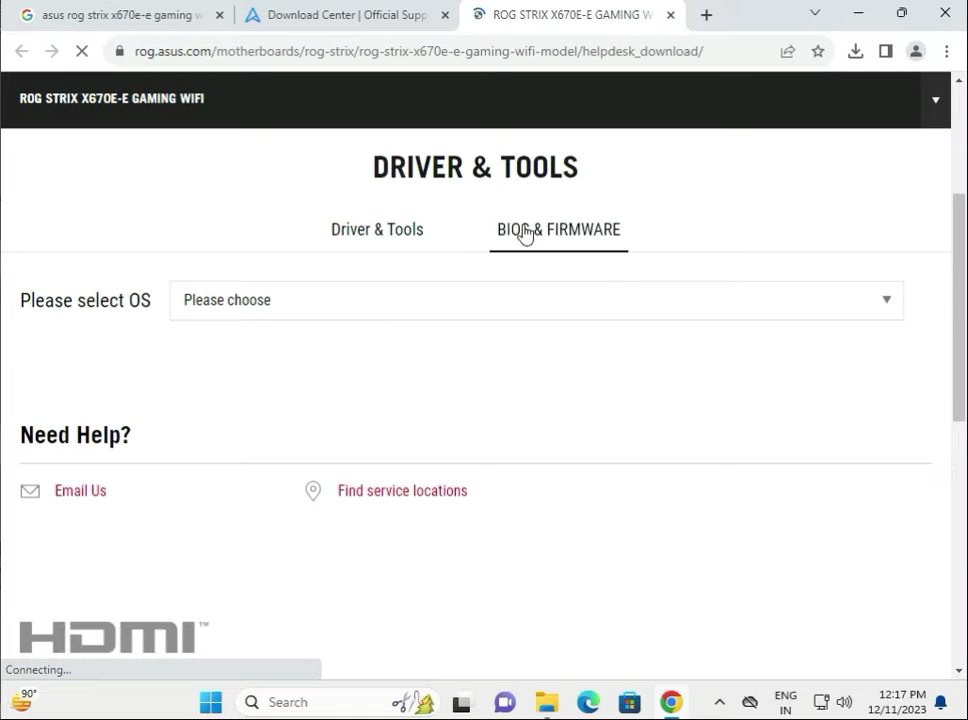 asus rog strix x670e-e gaming w
Download Center | Official Supp
ROG STRIX X670E-E GAMING W
rog.asus.com/motherboards/rog-strix/rog-strix-x670e-e-gaming-wifi-model/helpdesk_download/
ROG STRIX X670E-E GAMING WIFI
DRIVER & TOOLS
Driver & Tools
BIOS & FIRMWARE
Please select OS
Please choose
Need Help?
Email Us
Find service locations
HDMI™
Connecting...
90°
Search
ENG
IN
12:17 PM
12/11/2023